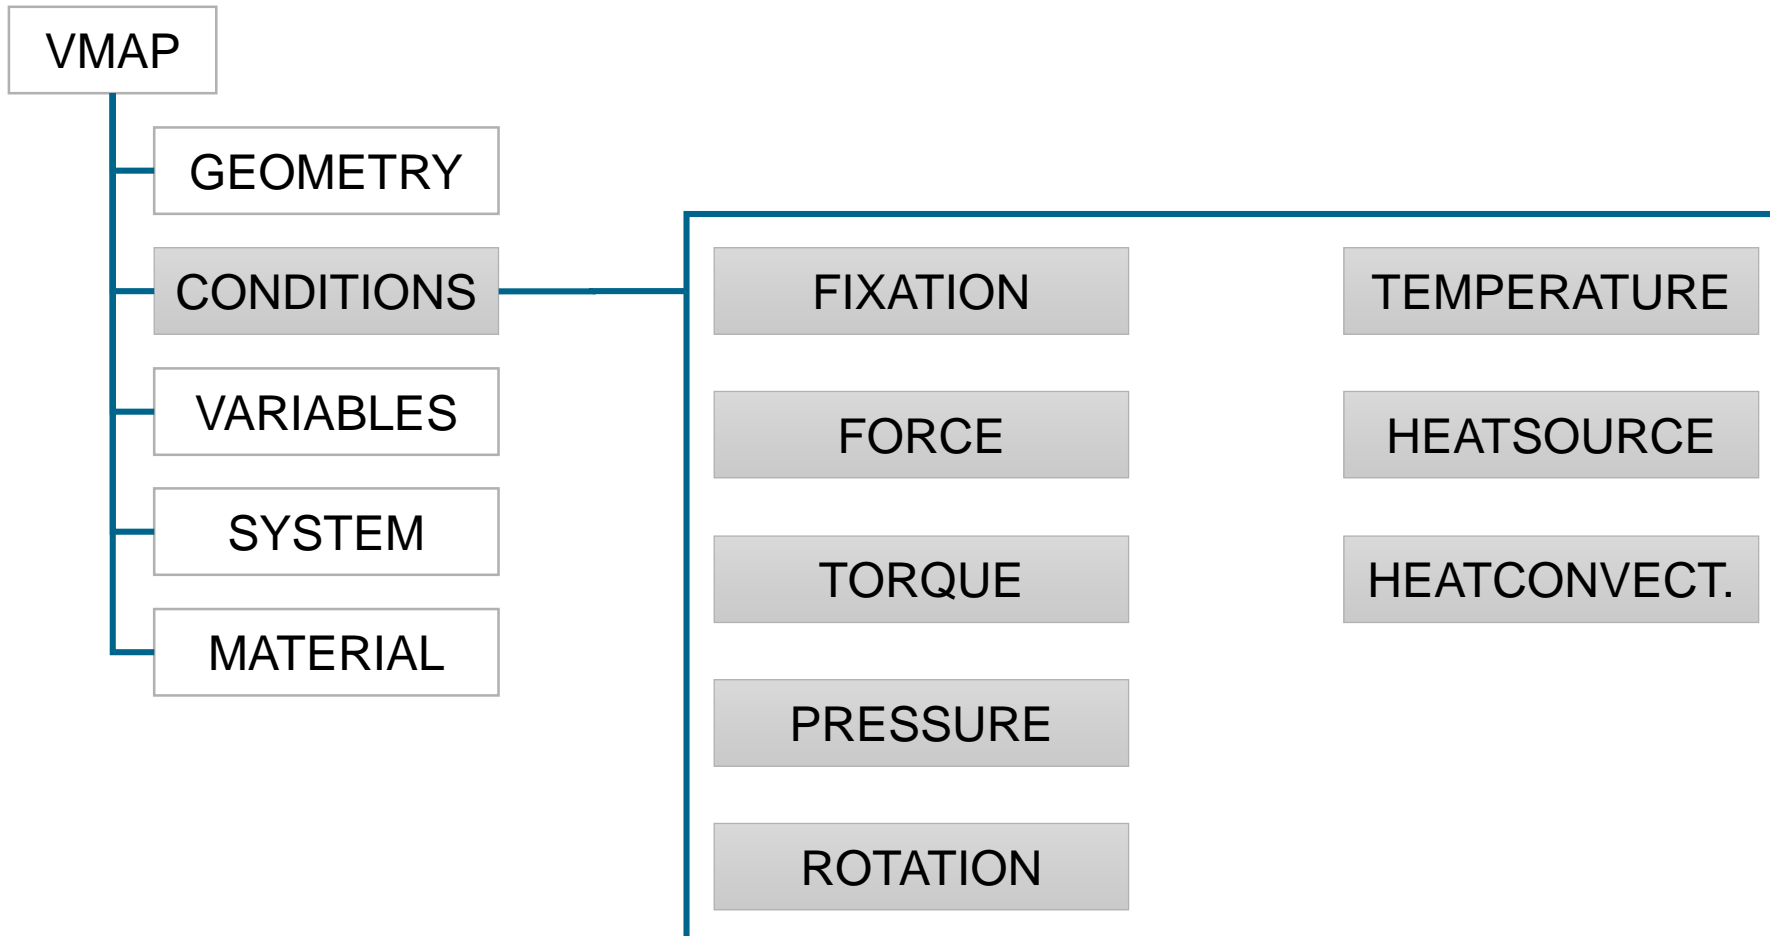 VMAP
GEOMETRY
CONDITIONS
VARIABLES
SYSTEM
MATERIAL
FIXATION
FORCE
TORQUE
PRESSURE
ROTATION
TEMPERATURE
HEATSOURCE
HEATCONVECT.